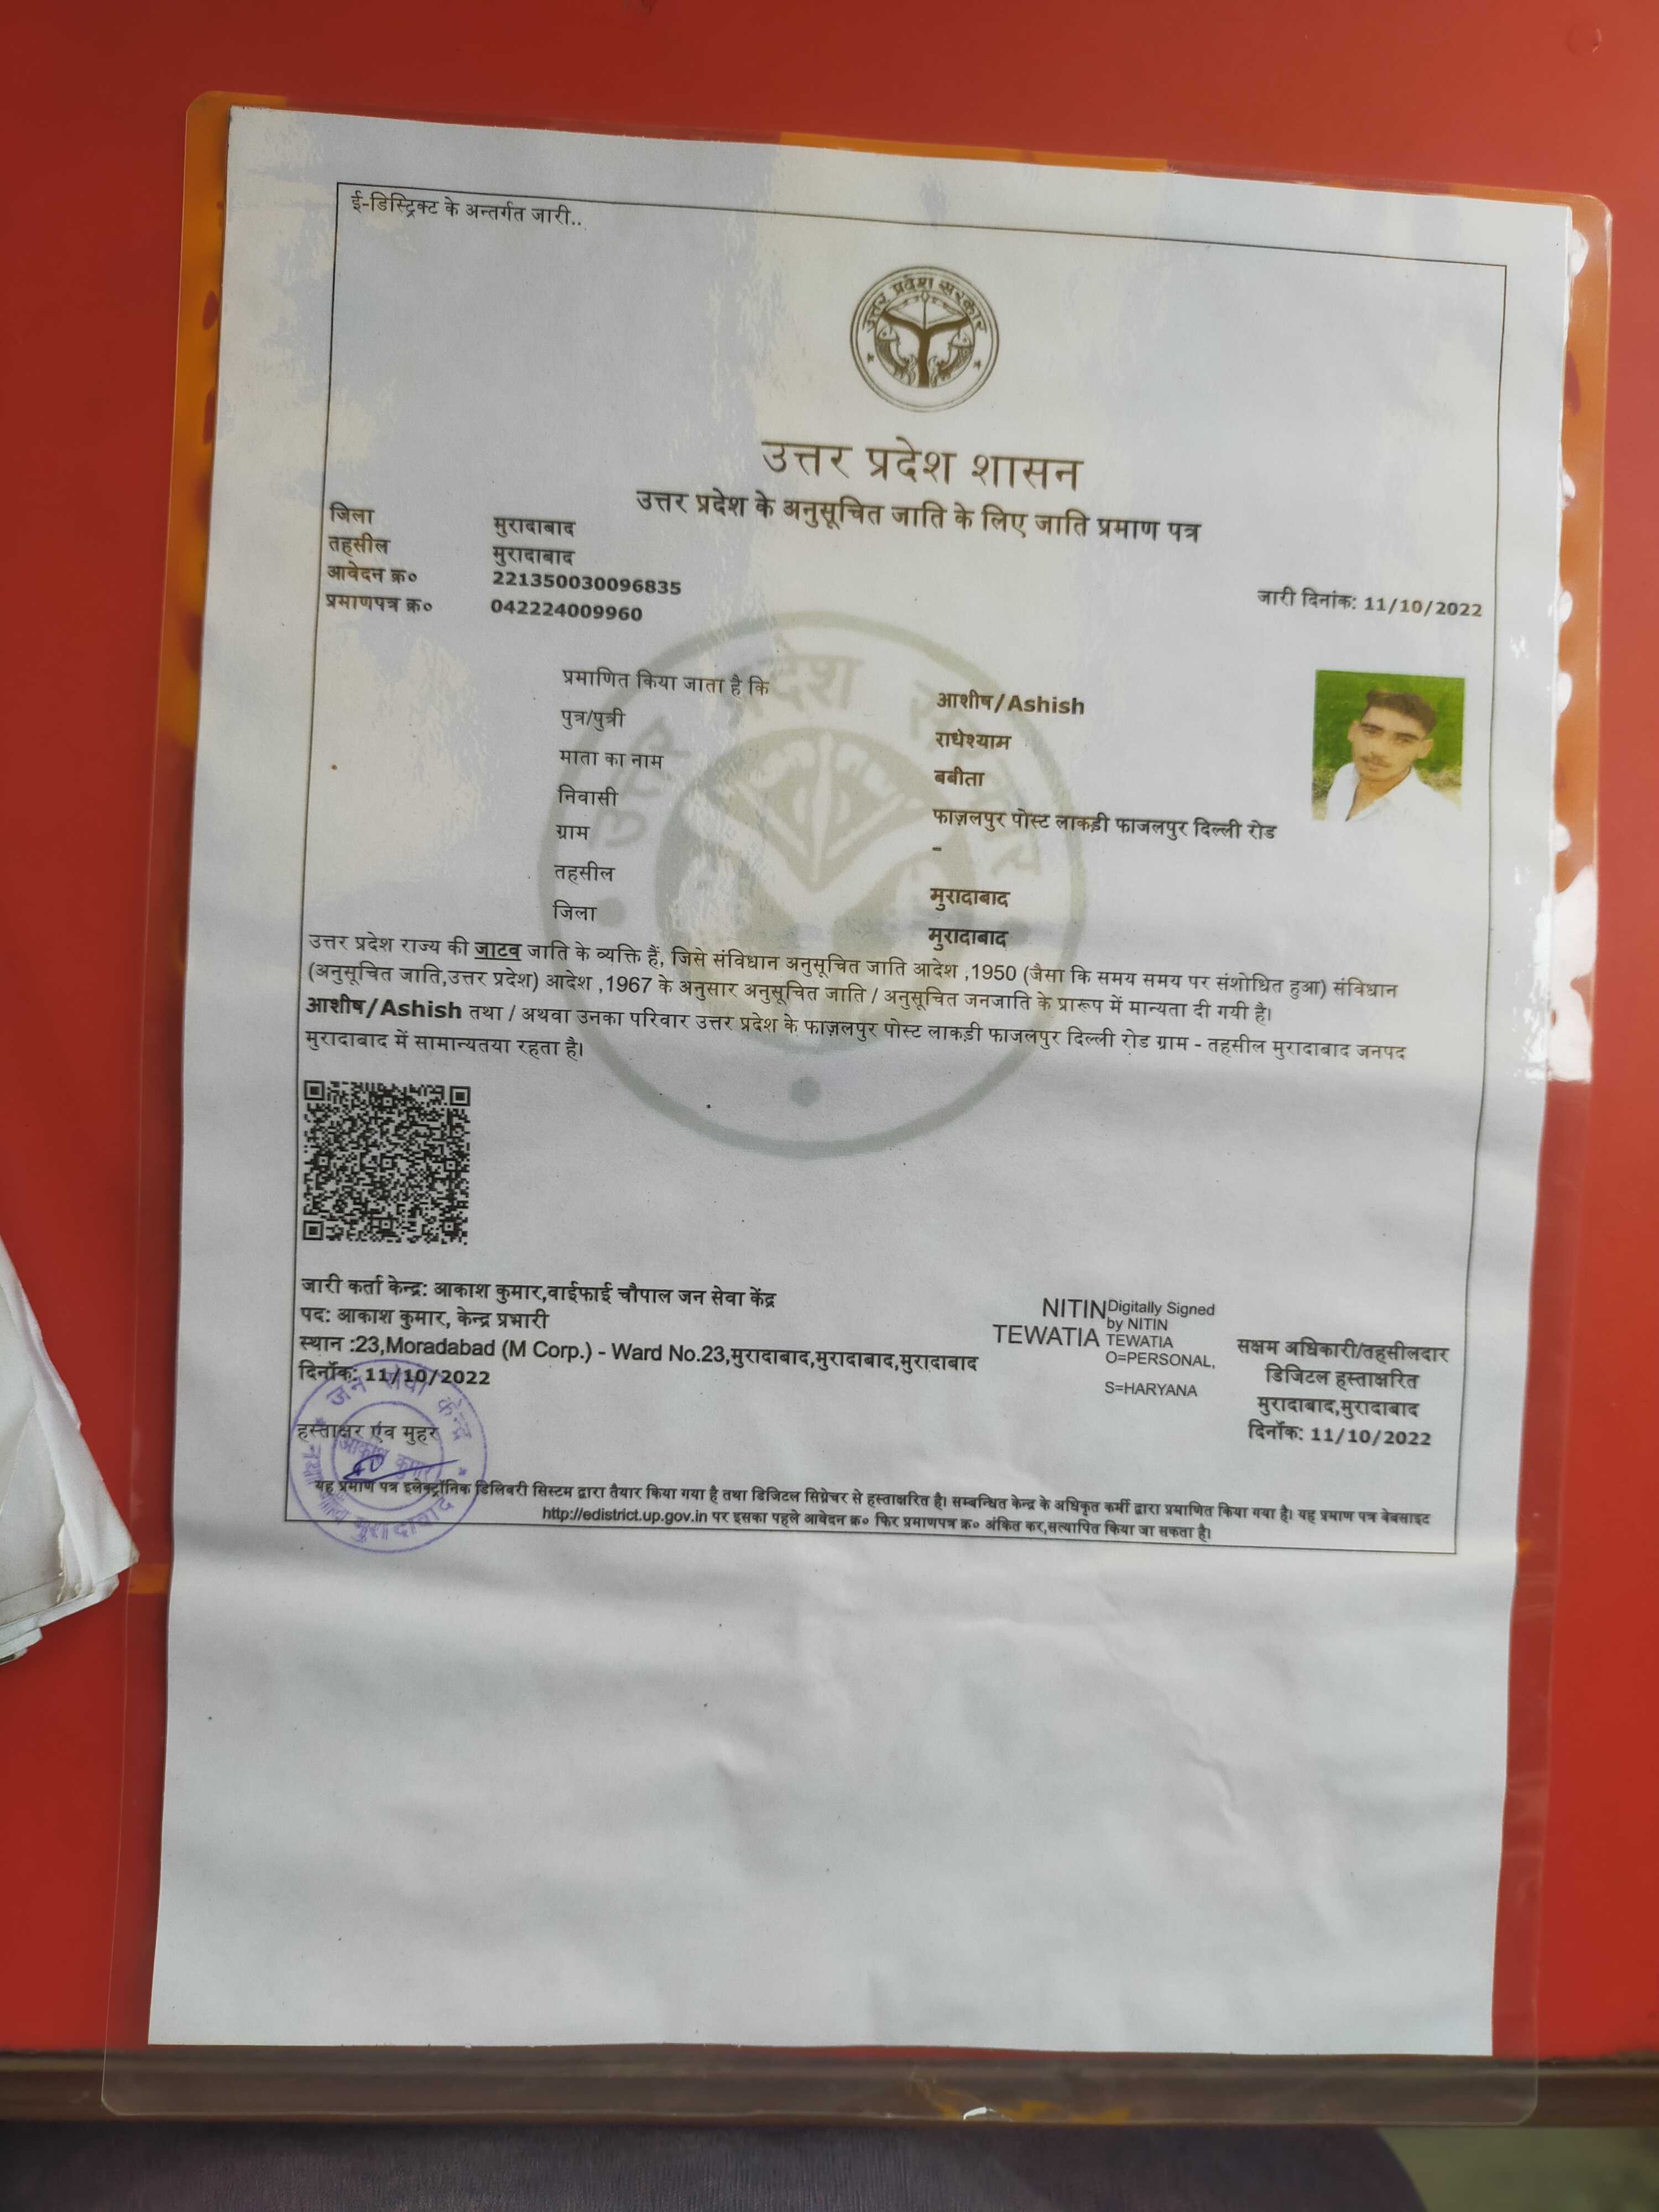 ई-डिस्ट्रिक्ट के अन्तर्गत जारी..
उत्तर प्रदेश सरकार
उत्तर प्रदेश शासन
उत्तर प्रदेश के अनुसूचित जाति के लिए जाति प्रमाण पत्र
जिला मुरादाबाद
तहसील मुरादाबाद
आवेदन क्र० 221350030096835
प्रमाणपत्र क्र० 042224009960
जारी दिनांक: 11/10/2022
प्रमाणित किया जाता है कि आशीष/Ashish
पुत्र/पुत्री राधेश्याम
माता का नाम बबीता
निवासी फाज़लपुर पोस्ट लाकड़ी फाजलपुर दिल्ली रोड
ग्राम -
तहसील मुरादाबाद
जिला मुरादाबाद
उत्तर प्रदेश राज्य की जाटव जाति के व्यक्ति हैं, जिसे संविधान अनुसूचित जाति आदेश ,1950 (जैसा कि समय समय पर संशोधित हुआ) संविधान
(अनुसूचित जाति,उत्तर प्रदेश) आदेश ,1967 के अनुसार अनुसूचित जाति / अनुसूचित जनजाति के प्रारूप में मान्यता दी गयी है।
आशीष/Ashish तथा / अथवा उनका परिवार उत्तर प्रदेश के फाज़लपुर पोस्ट लाकड़ी फाजलपुर दिल्ली रोड ग्राम - तहसील मुरादाबाद जनपद
मुरादाबाद में सामान्यतया रहता है।
जारी कर्ता केन्द्र: आकाश कुमार,वाईफाई चौपाल जन सेवा केंद्र
पद: आकाश कुमार, केन्द्र प्रभारी
स्थान :23,Moradabad (M Corp.) - Ward No.23,मुरादाबाद,मुरादाबाद,मुरादाबाद
दिनाँक: 11/10/2022
हस्ताक्षर एंव मुहर
जन सेवा केन्द्र
आकाश कुमार
मुरादाबाद
NITIN TEWATIA
Digitally Signed
by NITIN
TEWATIA
O=PERSONAL,
S=HARYANA
सक्षम अधिकारी/तहसीलदार
डिजिटल हस्ताक्षरित
मुरादाबाद,मुरादाबाद
दिनाँक: 11/10/2022
यह प्रमाण पत्र इलेक्ट्रॉनिक डिलिवरी सिस्टम द्वारा तैयार किया गया है तथा डिजिटल सिग्नेचर से हस्ताक्षरित है। सम्बन्धित केन्द्र के अधिकृत कर्मी द्वारा प्रमाणित किया गया है। यह प्रमाण पत्र वेबसाइट
http://edistrict.up.gov.in पर इसका पहले आवेदन क्र० फिर प्रमाणपत्र क्र० अंकित कर,सत्यापित किया जा सकता है।